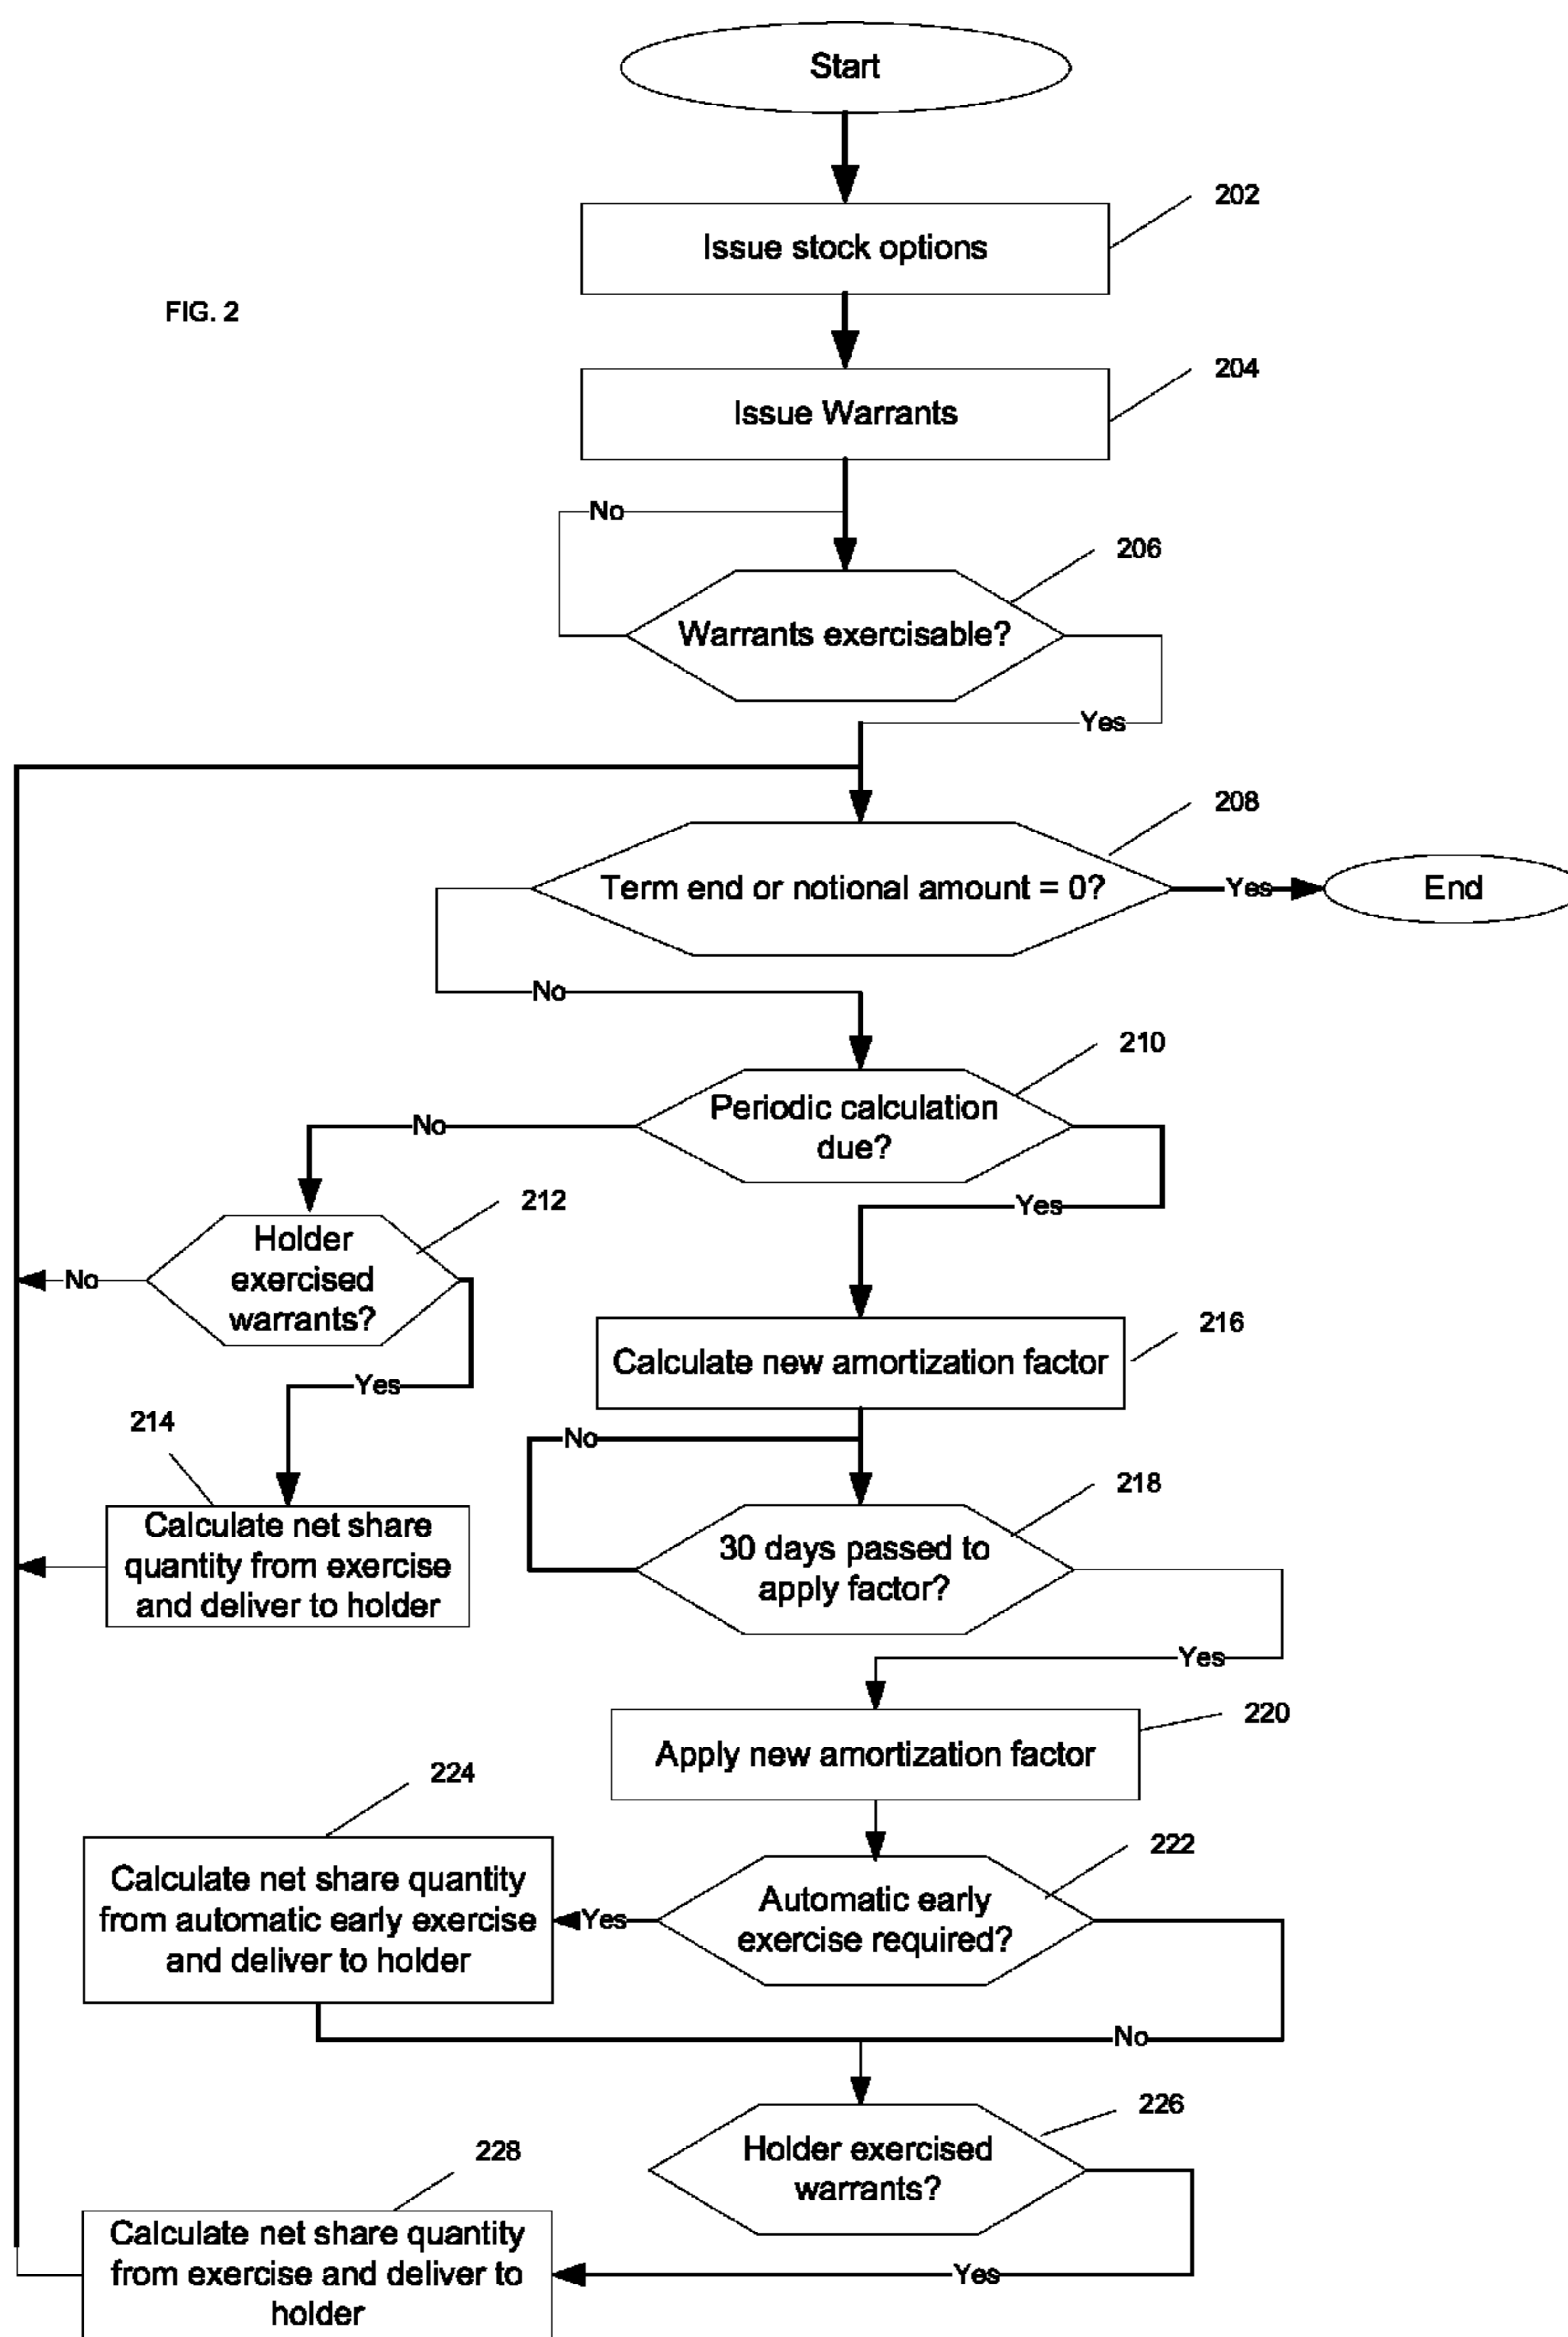 Start
202
Issue stock options
FIG. 2
204
Issue Warrants
No
206
Warrants exercisable?
Yes
208
Term end or notional amount = 0?
Yes
End
No
210
Periodic calculation
due?
No
Yes
212
Holder
exercised
warrants?
No
Yes
216
Calculate new amortization factor
214
Calculate net share
quantity from exercise
and deliver to holder
No
218
30 days passed to
apply factor?
Yes
220
Apply new amortization factor
224
Calculate net share quantity
from automatic early exercise
and deliver to holder
222
Automatic early
exercise required?
Yes
No
226
Holder exercised
warrants?
228
Calculate net share quantity
from exercise and deliver to
holder
Yes